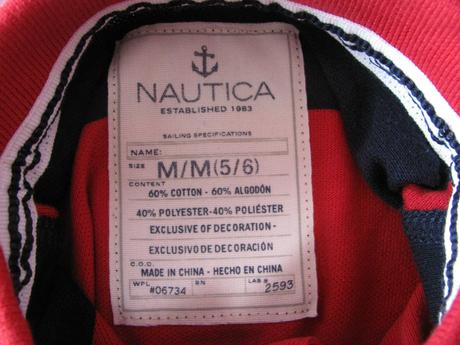 NAUTICA
ESTABLISHED 1983
SAILING SPECIFICATIONS
NAME:
SIZE M/M(5/6)
CONTENT
60% COTTON - 60% ALGODÓN
40% POLYESTER-40% POLIÉSTER
EXCLUSIVE OF DECORATION -
EXCLUSIVO DE DECORACIÓN
C.O.O.
MADE IN CHINA - HECHO EN CHINA
WPL #06734 RN LAB # 2593